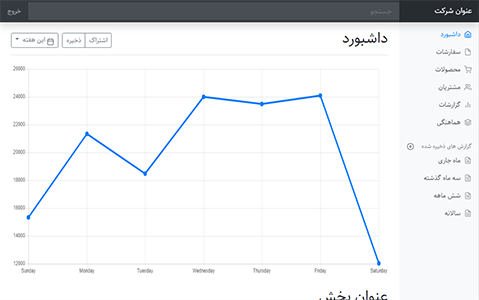 عنوان شرکت
جستجو
خروج
داشبورد
سفارشات
محصولات
مشتریان
گزارشات
هماهنگی
گزارش های ذخیره شده
ماه جاری
سه ماه گذشته
شش ماهه
سالانه
داشبورد
اشتراک
ذخیره
این هفته
26000
24000
22000
20000
18000
16000
14000
12000
Sunday Monday Tuesday Wednesday Thursday Friday Saturday
عنوان بخش